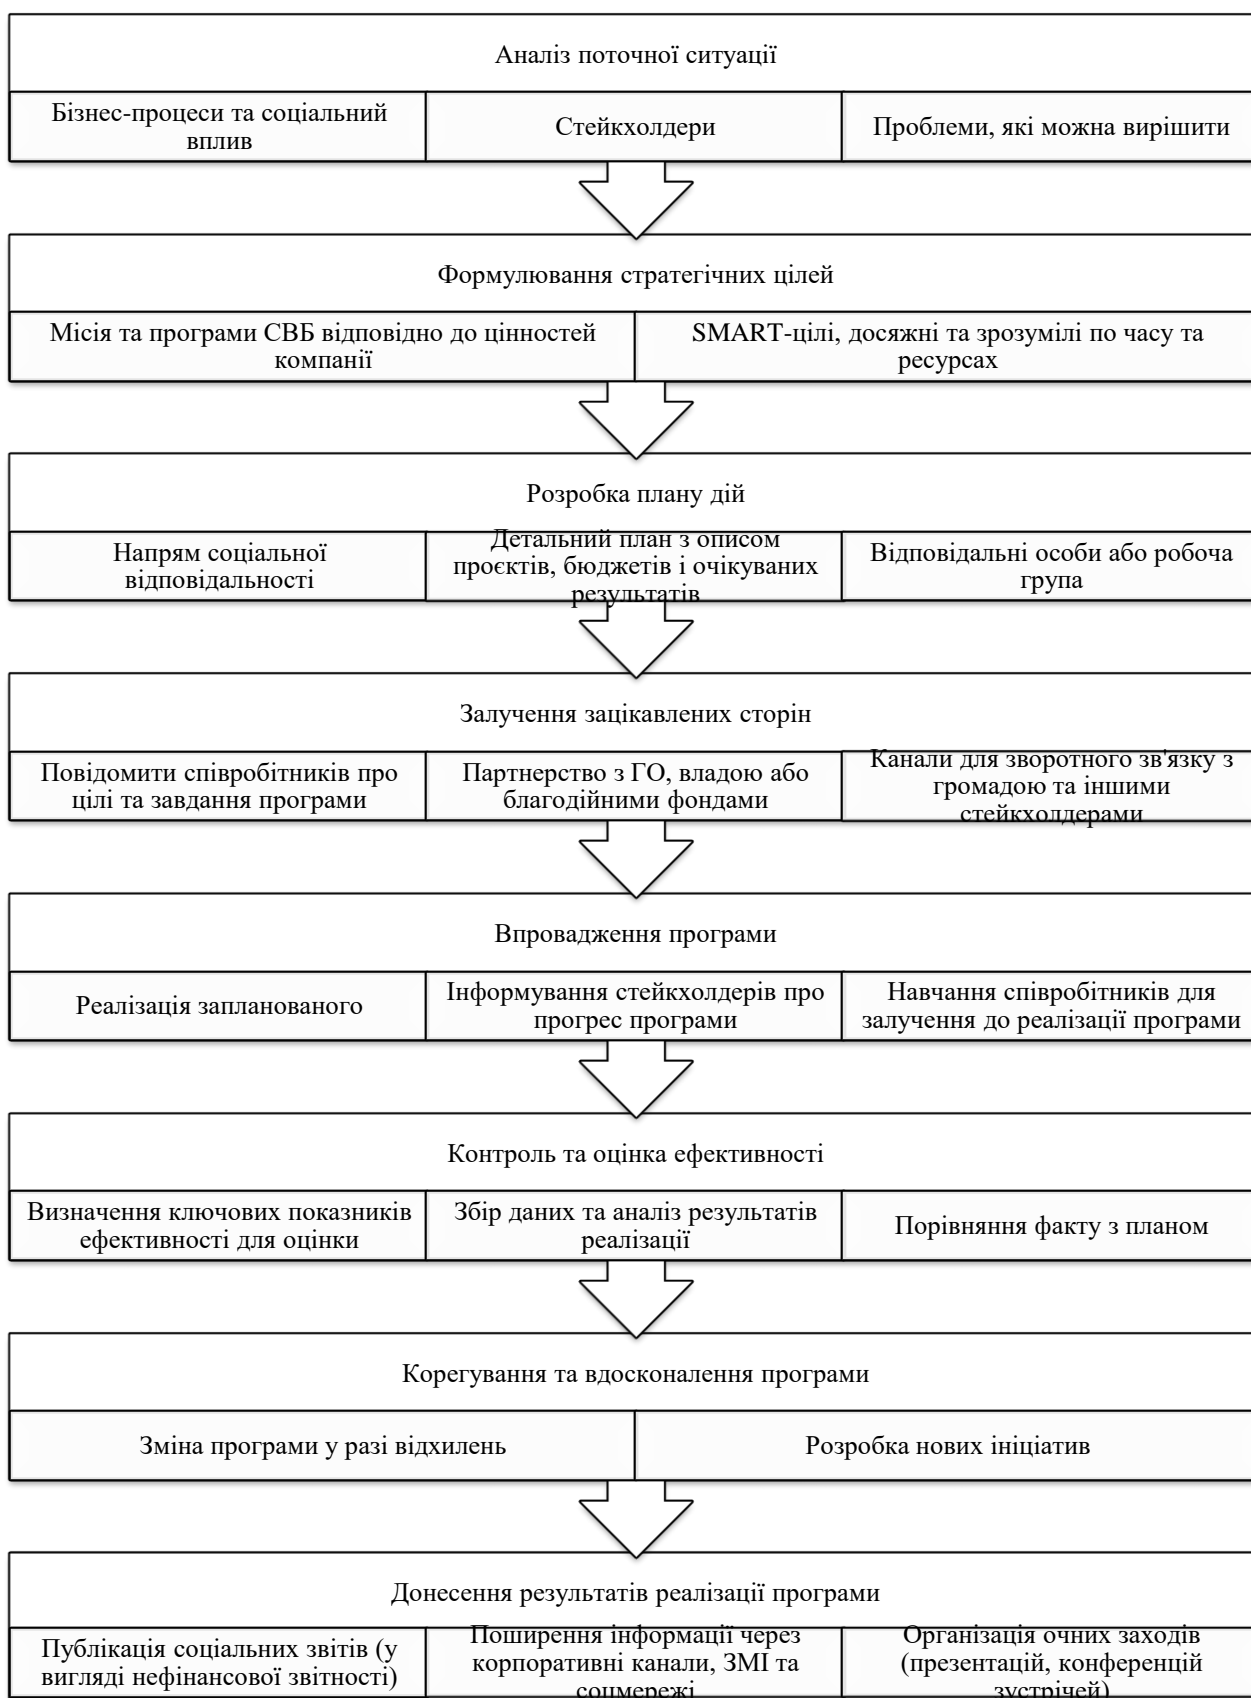 Аналіз поточної ситуації
Бізнес-процеси та соціальний
вплив
Стейкхолдери
Проблеми, які можна вирішити
Формулювання стратегічних цілей
Місія та програми СВБ відповідно до цінностей
компанії
SMART-цілі, досяжні та зрозумілі по часу та
ресурсах
Розробка плану дій
Напрям соціальної
відповідальності
Детальний план з описом
проєктів, бюджетів і очікуваних
результатів
Відповідальні особи або робоча
група
Залучення зацікавлених сторін
Повідомити співробітників про
цілі та завдання програми
Партнерство з ГО, владою або
благодійними фондами
Канали для зворотного зв'язку з
громадою та іншими
стейкхолдерами
Впровадження програми
Реалізація запланованого
Інформування стейкхолдерів про
прогрес програми
Навчання співробітників для
залучення до реалізації програми
Контроль та оцінка ефективності
Визначення ключових показників
ефективності для оцінки
Збір даних та аналіз результатів
реалізації
Порівняння факту з планом
Корегування та вдосконалення програми
Зміна програми у разі відхилень
Розробка нових ініціатив
Донесення результатів реалізації програми
Публікація соціальних звітів (у
вигляді нефінансової звітності)
Поширення інформації через
корпоративні канали, ЗМІ та
соцмережі
Організація очних заходів
(презентацій, конференцій
зустрічей)